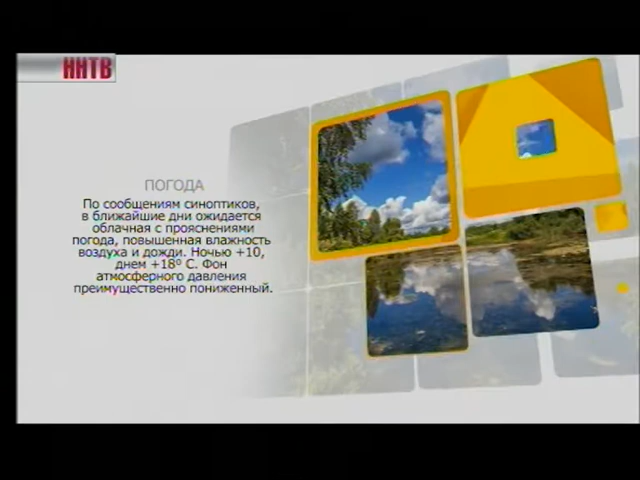 ННТВ
ПОГОДА
По сообщениям синоптиков,
в ближайшие дни ожидается
облачная с прояснениями
погода, повышенная влажность
воздуха и дожди. Ночью +10,
днем +18° С. Фон
атмосферного давления
преимущественно пониженный.